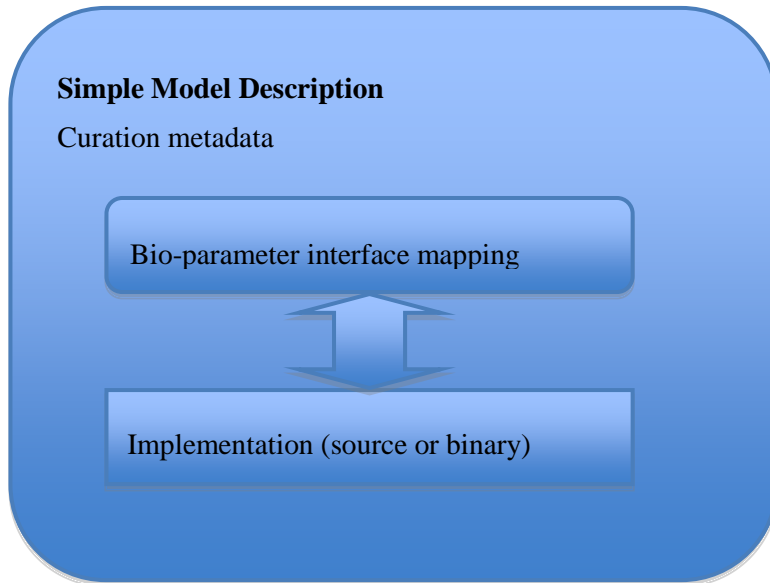 Simple Model Description
Curation metadata
Bio-parameter interface mapping
Implementation (source or binary)